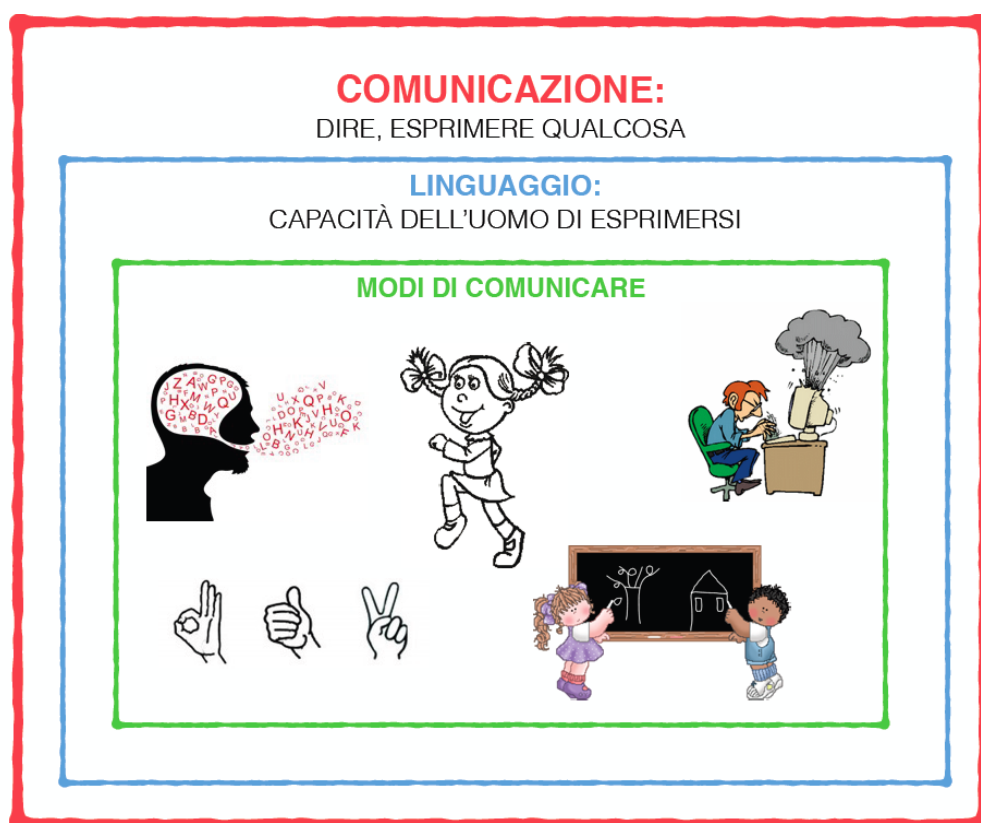 COMUNICAZIONE:
DIRE, ESPRIMERE QUALCOSA
LINGUAGGIO:
CAPACITÀ DELL'UOMO DI ESPRIMERSI
MODI DI COMUNICARE